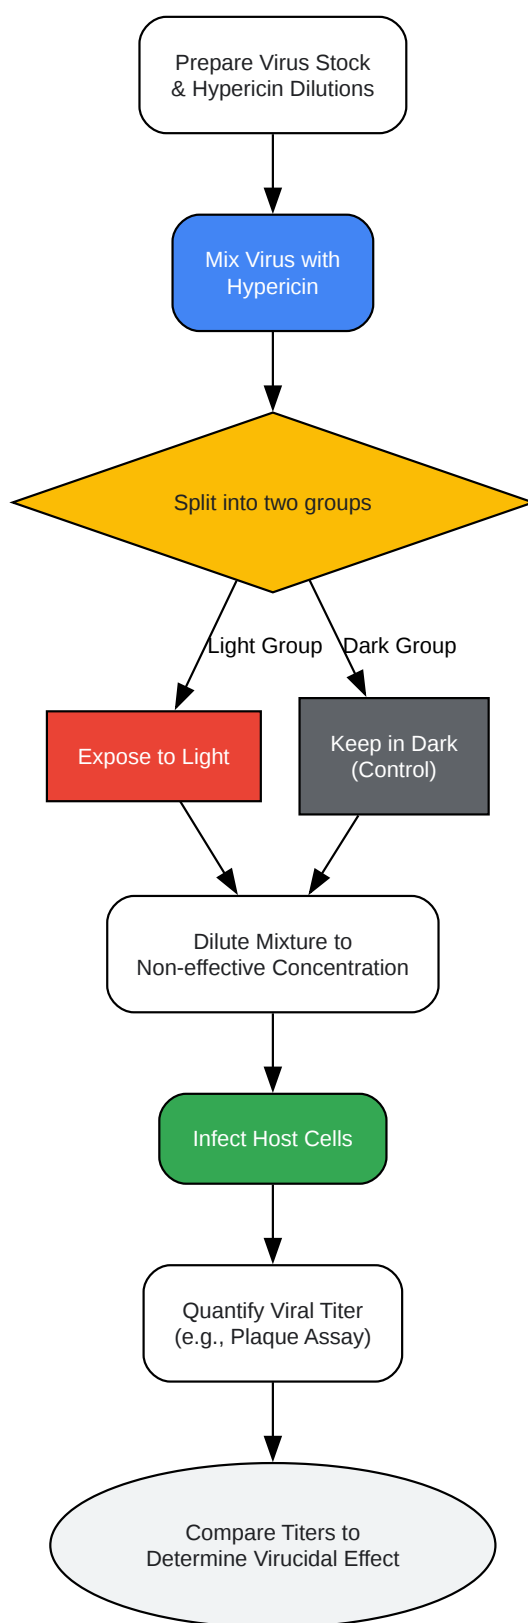 Prepare Virus Stock
& Hypericin Dilutions
Mix Virus with
Hypericin
Split into two groups
Light Group
Dark Group
Expose to Light
Keep in Dark
(Control)
Dilute Mixture to
Non-effective Concentration
Infect Host Cells
Quantify Viral Titer
(e.g., Plaque Assay)
Compare Titers to
Determine Virucidal Effect